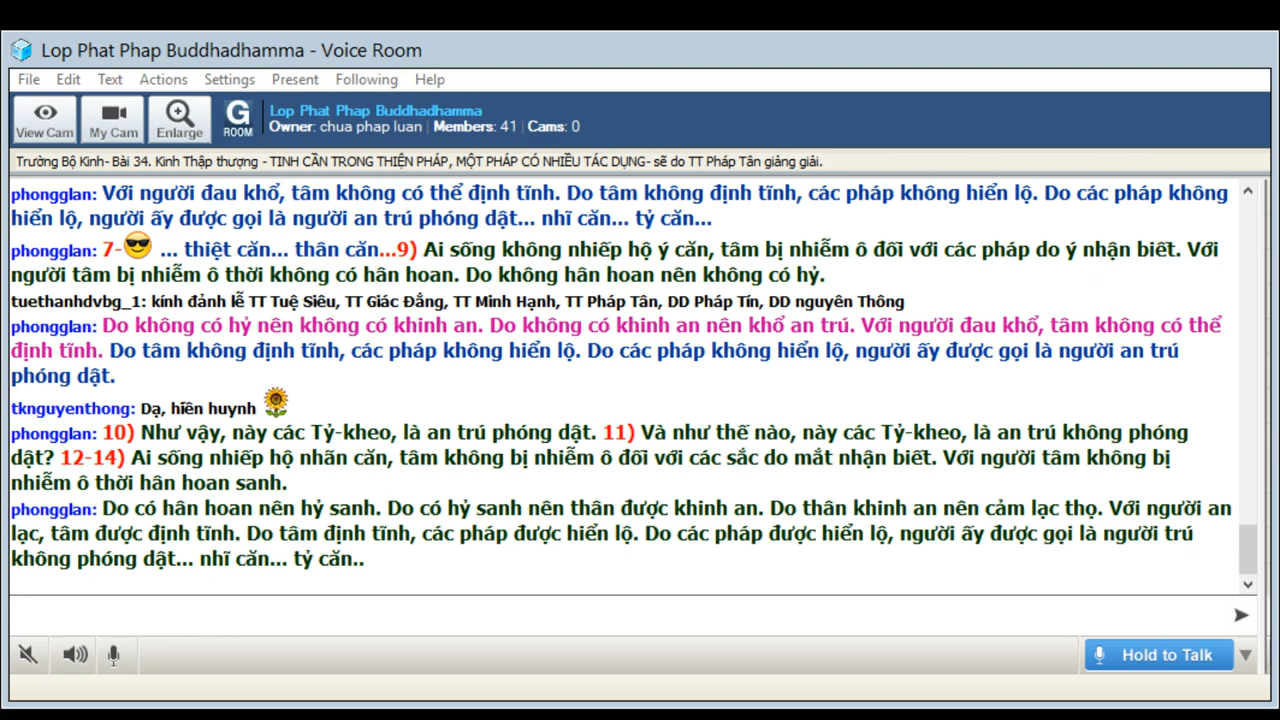 Lop Phat Phap Buddhadhamma - Voice Room
File Edit Text Actions Settings Present Following Help
View Cam My Cam Enlarge G ROOM
Lop Phat Phap Buddhadhamma
Owner: chua phap luan | Members: 41 | Cams: 0
Trường Bộ Kinh- Bài 34. Kinh Thập thượng - TINH CẦN TRONG THIỆN PHÁP, MỘT PHÁP CÓ NHIỀU TÁC DỤNG- sẽ do TT Pháp Tân giảng giải.
phongglan: Với người đau khổ, tâm không có thể định tĩnh. Do tâm không định tĩnh, các pháp không hiển lộ. Do các pháp không
hiển lộ, người ấy được gọi là người an trú phóng dật... nhĩ căn... tỷ căn...
phongglan: 7- ... thiệt căn... thân căn...9) Ai sống không nhiếp hộ ý căn, tâm bị nhiễm ô đối với các pháp do ý nhận biết. Với
người tâm bị nhiễm ô thời không có hân hoan. Do không hân hoan nên không có hỷ.
tuethanhdvbg_1: kính đảnh lễ TT Tuệ Siêu, TT Giác Đẳng, TT Minh Hạnh, TT Pháp Tân, DD Pháp Tín, DD nguyên Thông
phongglan: Do không có hỷ nên không có khinh an. Do không có khinh an nên khổ an trú. Với người đau khổ, tâm không có thể
định tĩnh. Do tâm không định tĩnh, các pháp không hiển lộ. Do các pháp không hiển lộ, người ấy được gọi là người an trú
phóng dật.
tknguyenthong: Dạ, hiền huynh
phongglan: 10) Như vậy, này các Tỷ-kheo, là an trú phóng dật. 11) Và như thế nào, này các Tỷ-kheo, là an trú không phóng
dật? 12-14) Ai sống nhiếp hộ nhãn căn, tâm không bị nhiễm ô đối với các sắc do mắt nhận biết. Với người tâm không bị
nhiễm ô thời hân hoan sanh.
phongglan: Do có hân hoan nên hỷ sanh. Do có hỷ sanh nên thân được khinh an. Do thân khinh an nên cảm lạc thọ. Với người an
lạc, tâm được định tĩnh. Do tâm định tĩnh, các pháp được hiển lộ. Do các pháp được hiển lộ, người ấy được gọi là người trú
không phóng dật... nhĩ căn... tỷ căn..
Hold to Talk